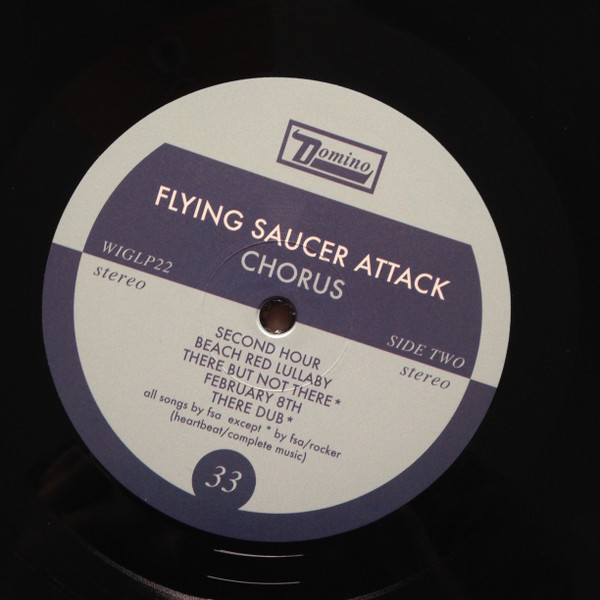 Domino
FLYING SAUCER ATTACK
CHORUS
WIGLP22
stereo
SIDE TWO
stereo
SECOND HOUR
BEACH RED LULLABY
THERE BUT NOT THERE*
FEBRUARY 8TH
THERE DUB*
all songs by fsa except * by fsa/rocker
(heartbeat/complete music)
33